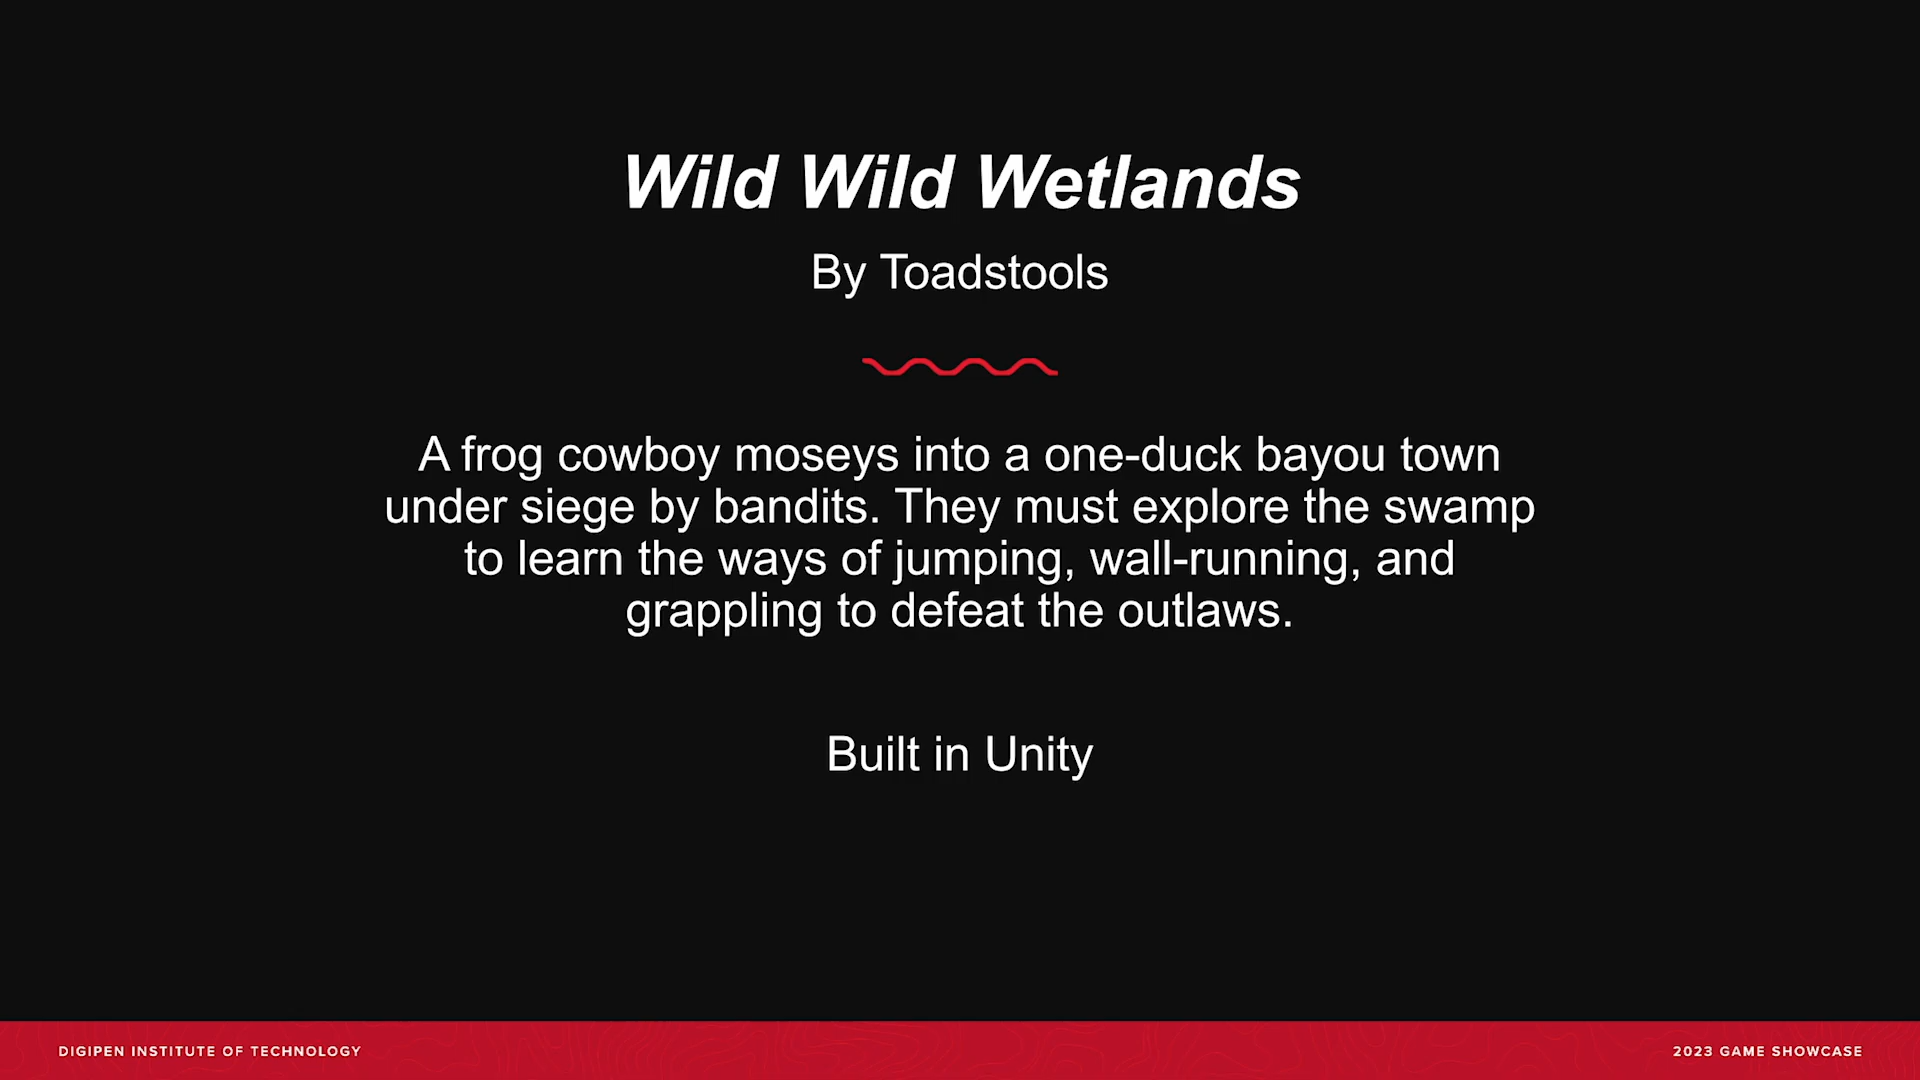 Wild Wild Wetlands
By Toadstools
A frog cowboy moseys into a one-duck bayou town
under siege by bandits. They must explore the swamp
to learn the ways of jumping, wall-running, and
grappling to defeat the outlaws.
Built in Unity
DIGIPEN INSTITUTE OF TECHNOLOGY
2023 GAME SHOWCASE